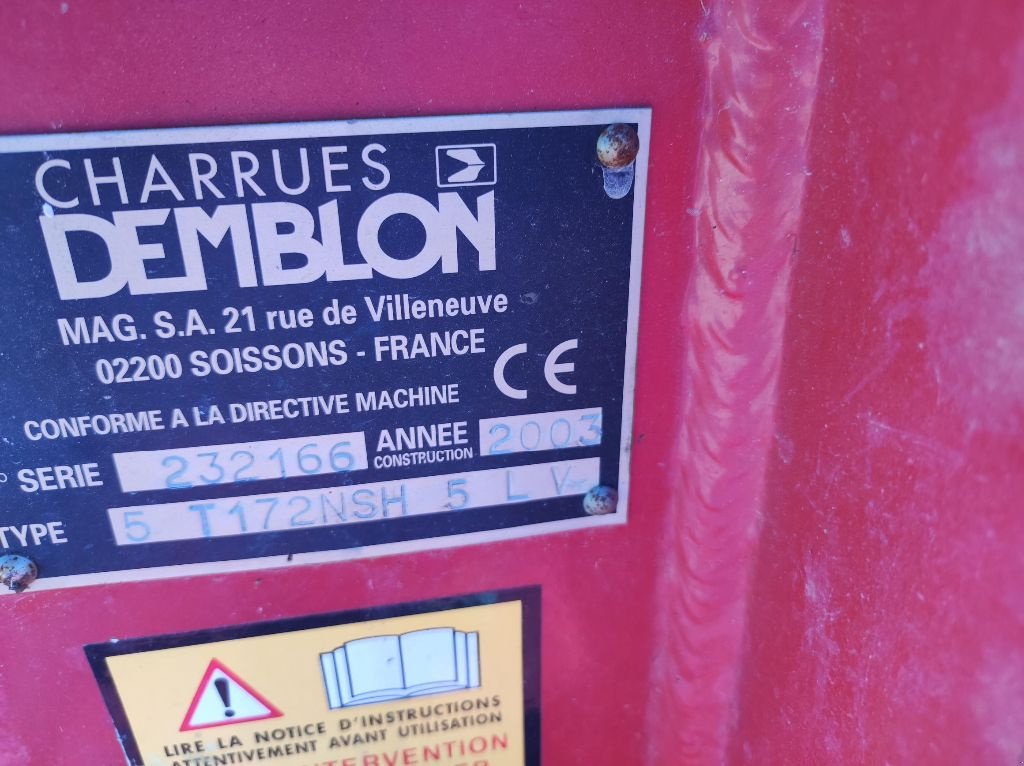 CHARRUES
DEMBLON
MAG. S.A. 21 rue de Villeneuve
02200 SOISSONS - FRANCE
CE
CONFORME A LA DIRECTIVE MACHINE
° SERIE 232166 ANNEE CONSTRUCTION 2003
TYPE 5 T172NSH 5 L V
LIRE LA NOTICE D'INSTRUCTIONS
ATTENTIVEMENT AVANT UTILISATION